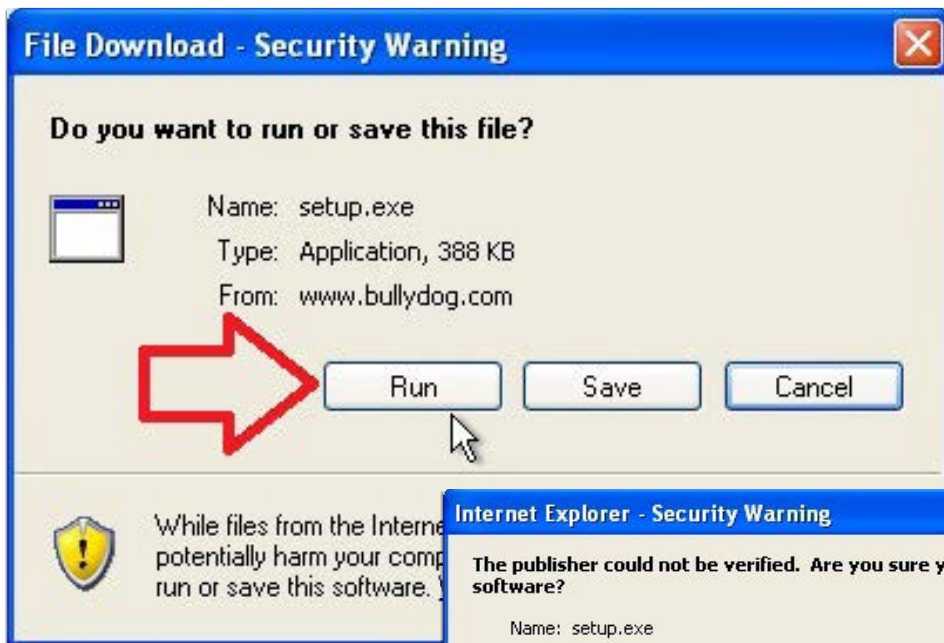 File Download - Security Warning
Do you want to run or save this file?
Name: setup.exe
Type: Application, 388 KB
From: www.bullydog.com
Run Save Cancel
While files from the Interne
potentially harm your comp
run or save this software.
Internet Explorer - Security Warning
The publisher could not be verified. Are you sure y
software?
Name: setup.exe